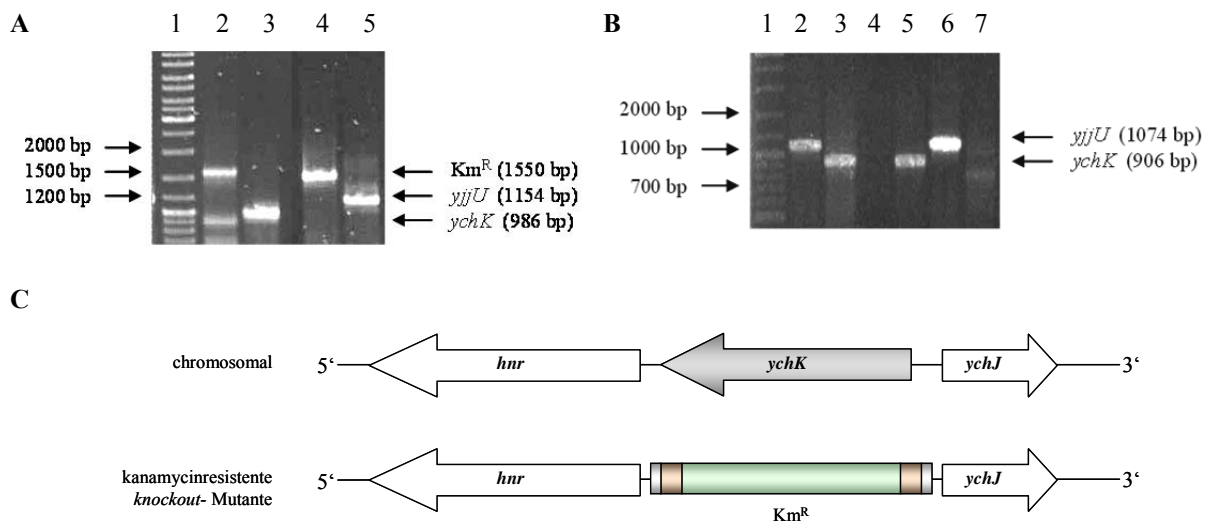 A
1 2 3 4 5
2000 bp
1500 bp
1200 bp
Km^R (1550 bp)
yjjU (1154 bp)
ychK (986 bp)
B
1 2 3 4 5 6 7
2000 bp
1000 bp
700 bp
yjjU (1074 bp)
ychK (906 bp)
C
chromosomal 5‘ hnr ychK ychJ 3‘
kanamycinresistente
knockout- Mutante
5‘ hnr ychJ 3‘
Km^R